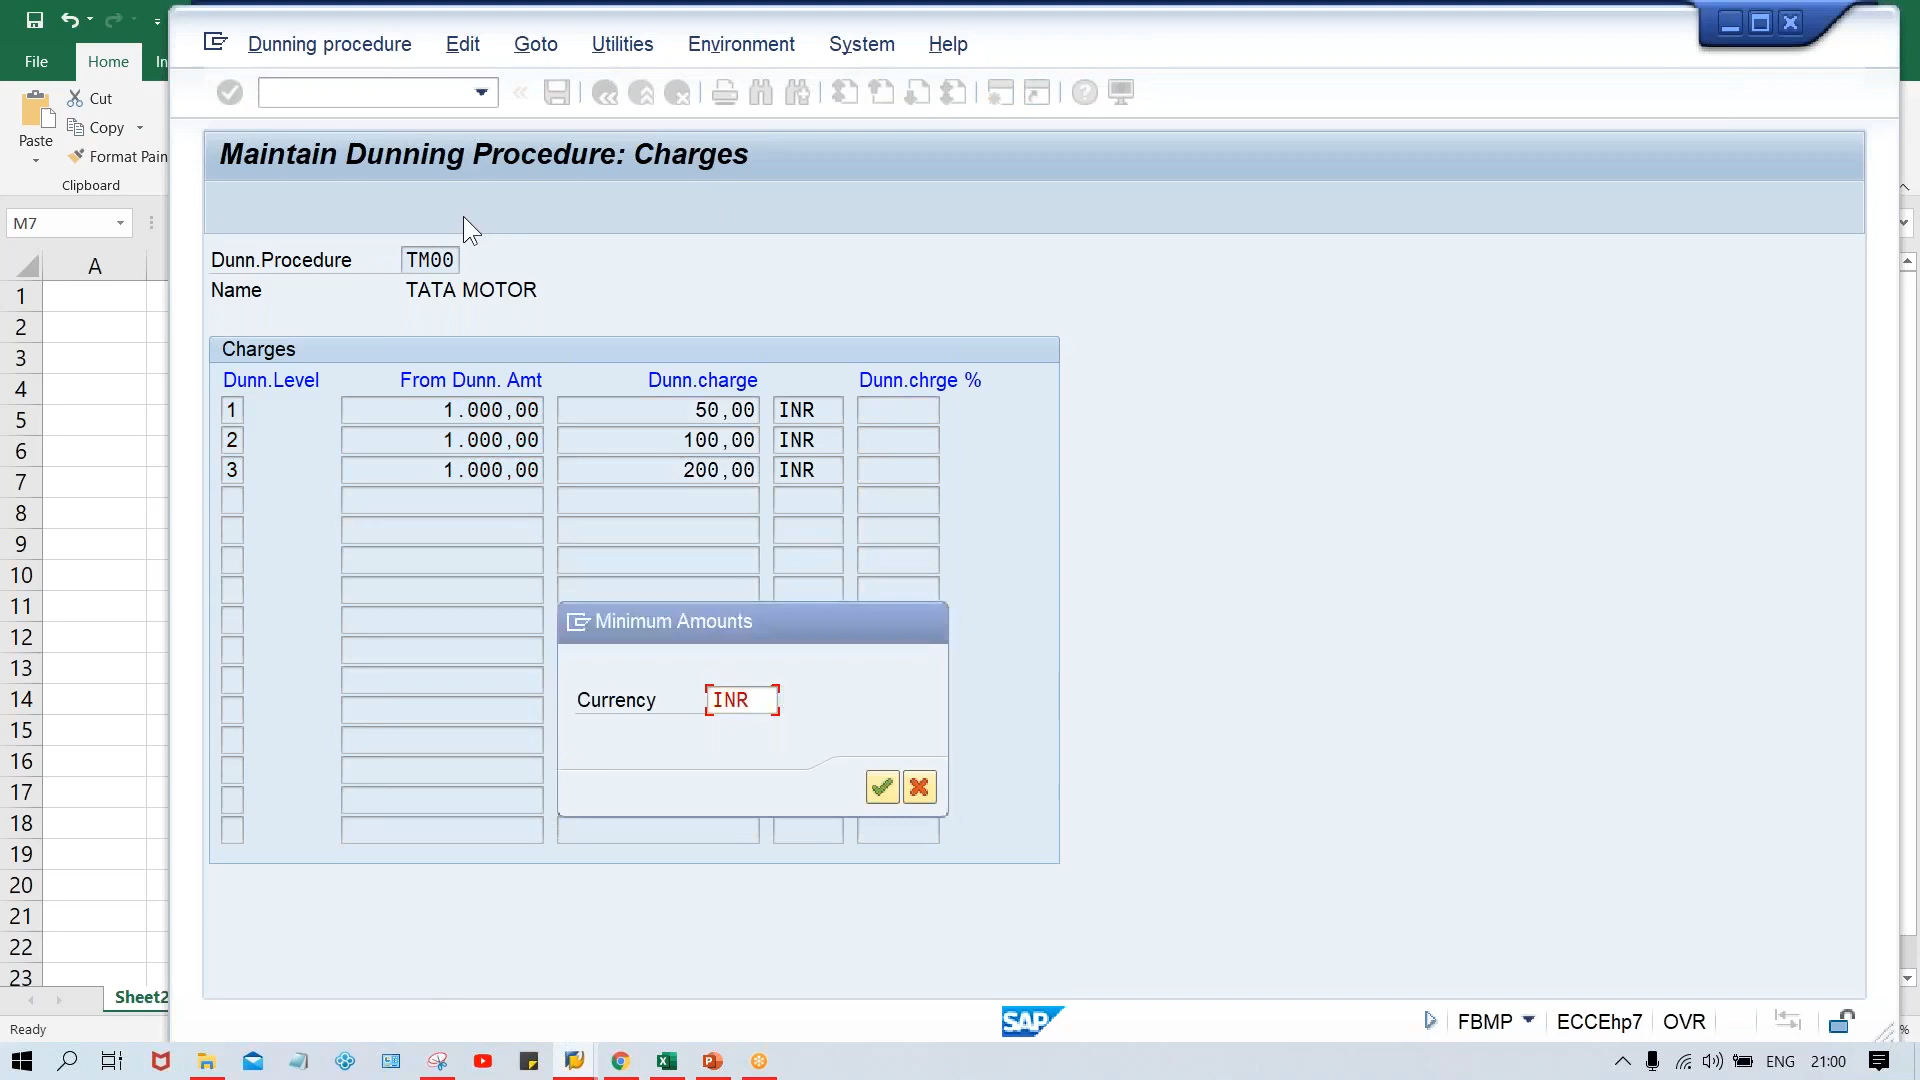 Dunning procedure Edit Goto Utilities Environment System Help
File Home In
Cut
Copy
Paste
Format Pain
Clipboard
Maintain Dunning Procedure: Charges
M7
Dunn.Procedure TM00
Name TATA MOTOR
A
Charges
Dunn.Level From Dunn. Amt Dunn.charge Dunn.chrge %
1 1.000,00 50,00 INR
2 1.000,00 100,00 INR
3 1.000,00 200,00 INR
Minimum Amounts
Currency INR
1
2
3
4
5
6
7
8
9
10
11
12
13
14
15
16
17
18
19
20
21
22
23
Sheet2
Ready
SAP
FBMP ECCEhp7 OVR
%
ENG 21:00